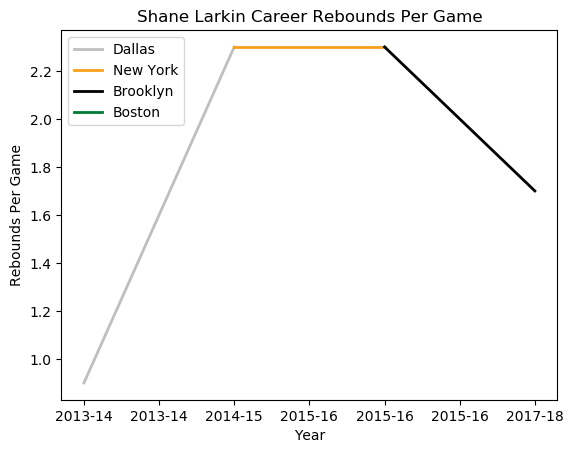 Shane Larkin Career Rebounds Per Game
Dallas
New York
Brooklyn
Boston
Rebounds Per Game
2.2
2.0
1.8
1.6
1.4
1.2
1.0
2013-14 2013-14 2014-15 2015-16 2015-16 2015-16 2017-18
Year